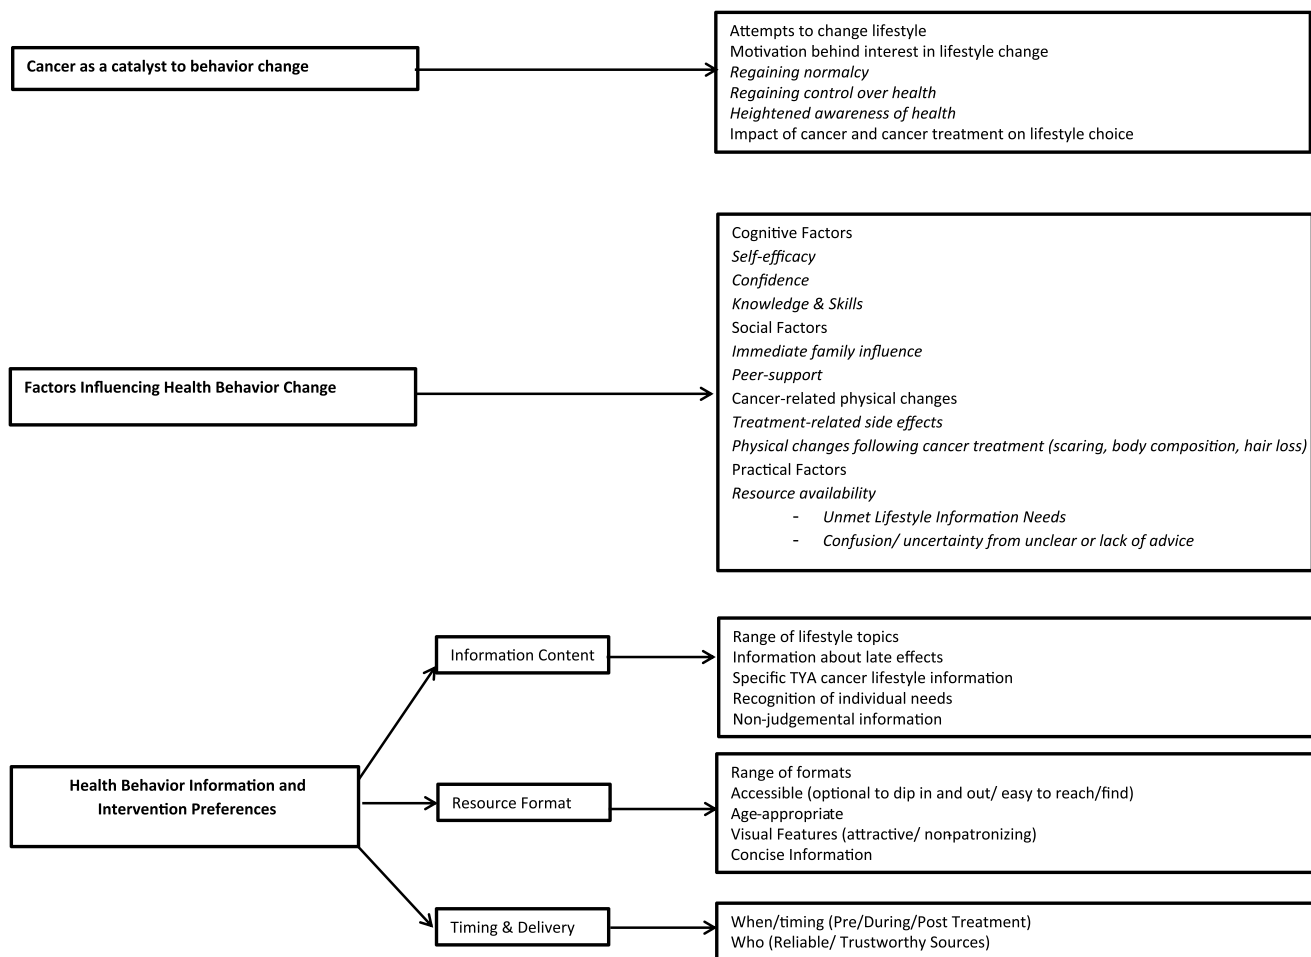 Cancer as a catalyst to behavior change
Attempts to change lifestyle
Motivation behind interest in lifestyle change
Regaining normalcy
Regaining control over health
Heightened awareness of health
Impact of cancer and cancer treatment on lifestyle choice
Factors Influencing Health Behavior Change
Cognitive Factors
Self-efficacy
Confidence
Knowledge & Skills
Social Factors
Immediate family influence
Peer-support
Cancer-related physical changes
Treatment-related side effects
Physical changes following cancer treatment (scaring, body composition, hair loss)
Practical Factors
Resource availability
- Unmet Lifestyle Information Needs
- Confusion/ uncertainty from unclear or lack of advice
Health Behavior Information and
Intervention Preferences
Information Content
Range of lifestyle topics
Information about late effects
Specific TYA cancer lifestyle information
Recognition of individual needs
Non-judgemental information
Resource Format
Range of formats
Accessible (optional to dip in and out/ easy to reach/find)
Age-appropriate
Visual Features (attractive/ non-patronizing)
Concise Information
Timing & Delivery
When/timing (Pre/During/Post Treatment)
Who (Reliable/ Trustworthy Sources)